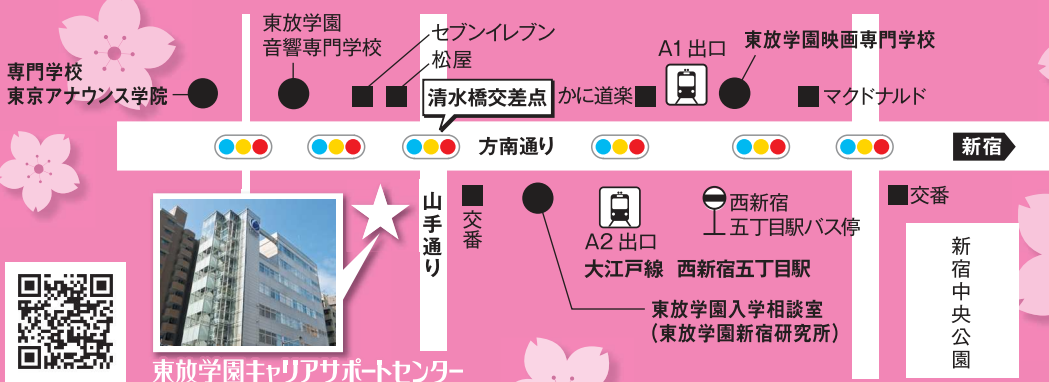 東放学園
音響専門学校
セブンイレブン
松屋
A1出口
東放学園映画専門学校
専門学校
東京アナウンス学院
清水橋交差点
かに道楽
マクドナルド
方南通り
新宿
山手通り
交番
A2出口
大江戸線 西新宿五丁目駅
西新宿
五丁目駅バス停
交番
新宿中央公園
東放学園入学相談室
(東放学園新宿研究所)
東放学園キャリアサポートセンター